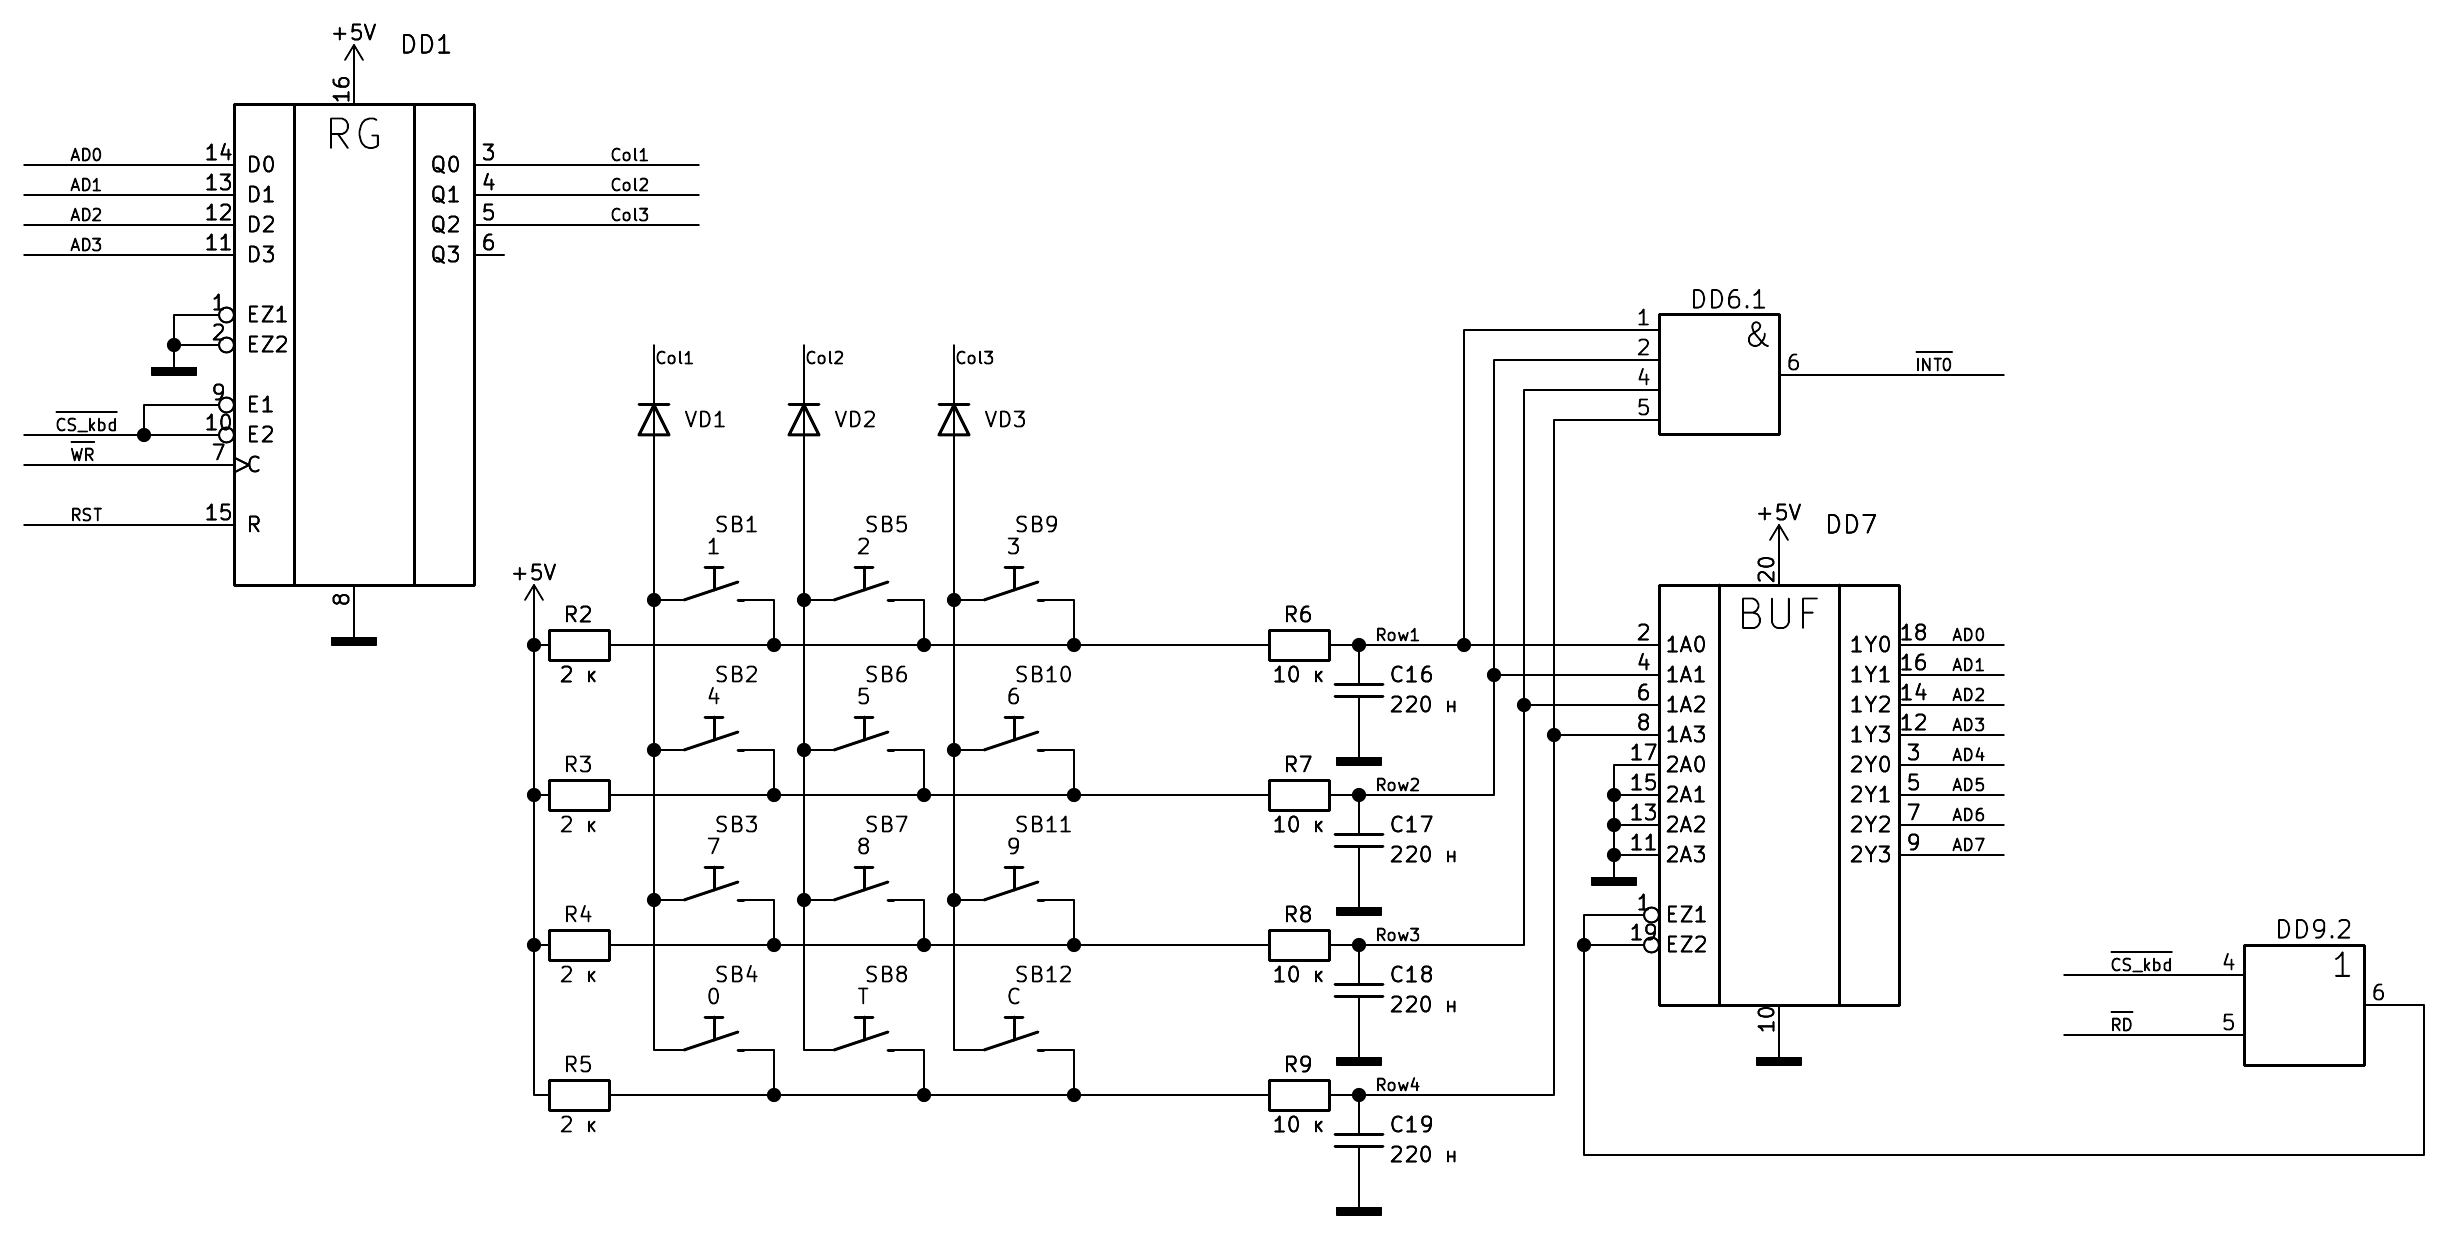 +5V
DD1
16
RG
AD0 14 D0 Q0 3 Col1
AD1 13 D1 Q1 4 Col2
AD2 12 D2 Q2 5 Col3
AD3 11 D3 Q3 6
1 EZ1
2 EZ2
9 E1
CS_kbd 10 E2
WR 7 C
RST 15 R
8
Col1 Col2 Col3
VD1 VD2 VD3
+5V
SB1 SB5 SB9
1 2 3
R2 R6
2 к 10 к
Row1
C16
220 н
SB2 SB6 SB10
4 5 6
R3 R7
2 к 10 к
Row2
C17
220 н
SB3 SB7 SB11
7 8 9
R4 R8
2 к 10 к
Row3
C18
220 н
SB4 SB8 SB12
0 T C
R5 R9
2 к 10 к
Row4
C19
220 н
DD6.1
&
1
2
4
5
6 INT0
+5V
DD7
20
BUF
2 1A0 1Y0 18 AD0
4 1A1 1Y1 16 AD1
6 1A2 1Y2 14 AD2
8 1A3 1Y3 12 AD3
17 2A0 2Y0 3 AD4
15 2A1 2Y1 5 AD5
13 2A2 2Y2 7 AD6
11 2A3 2Y3 9 AD7
1 EZ1
19 EZ2
10
DD9.2
1
CS_kbd 4
6
RD 5